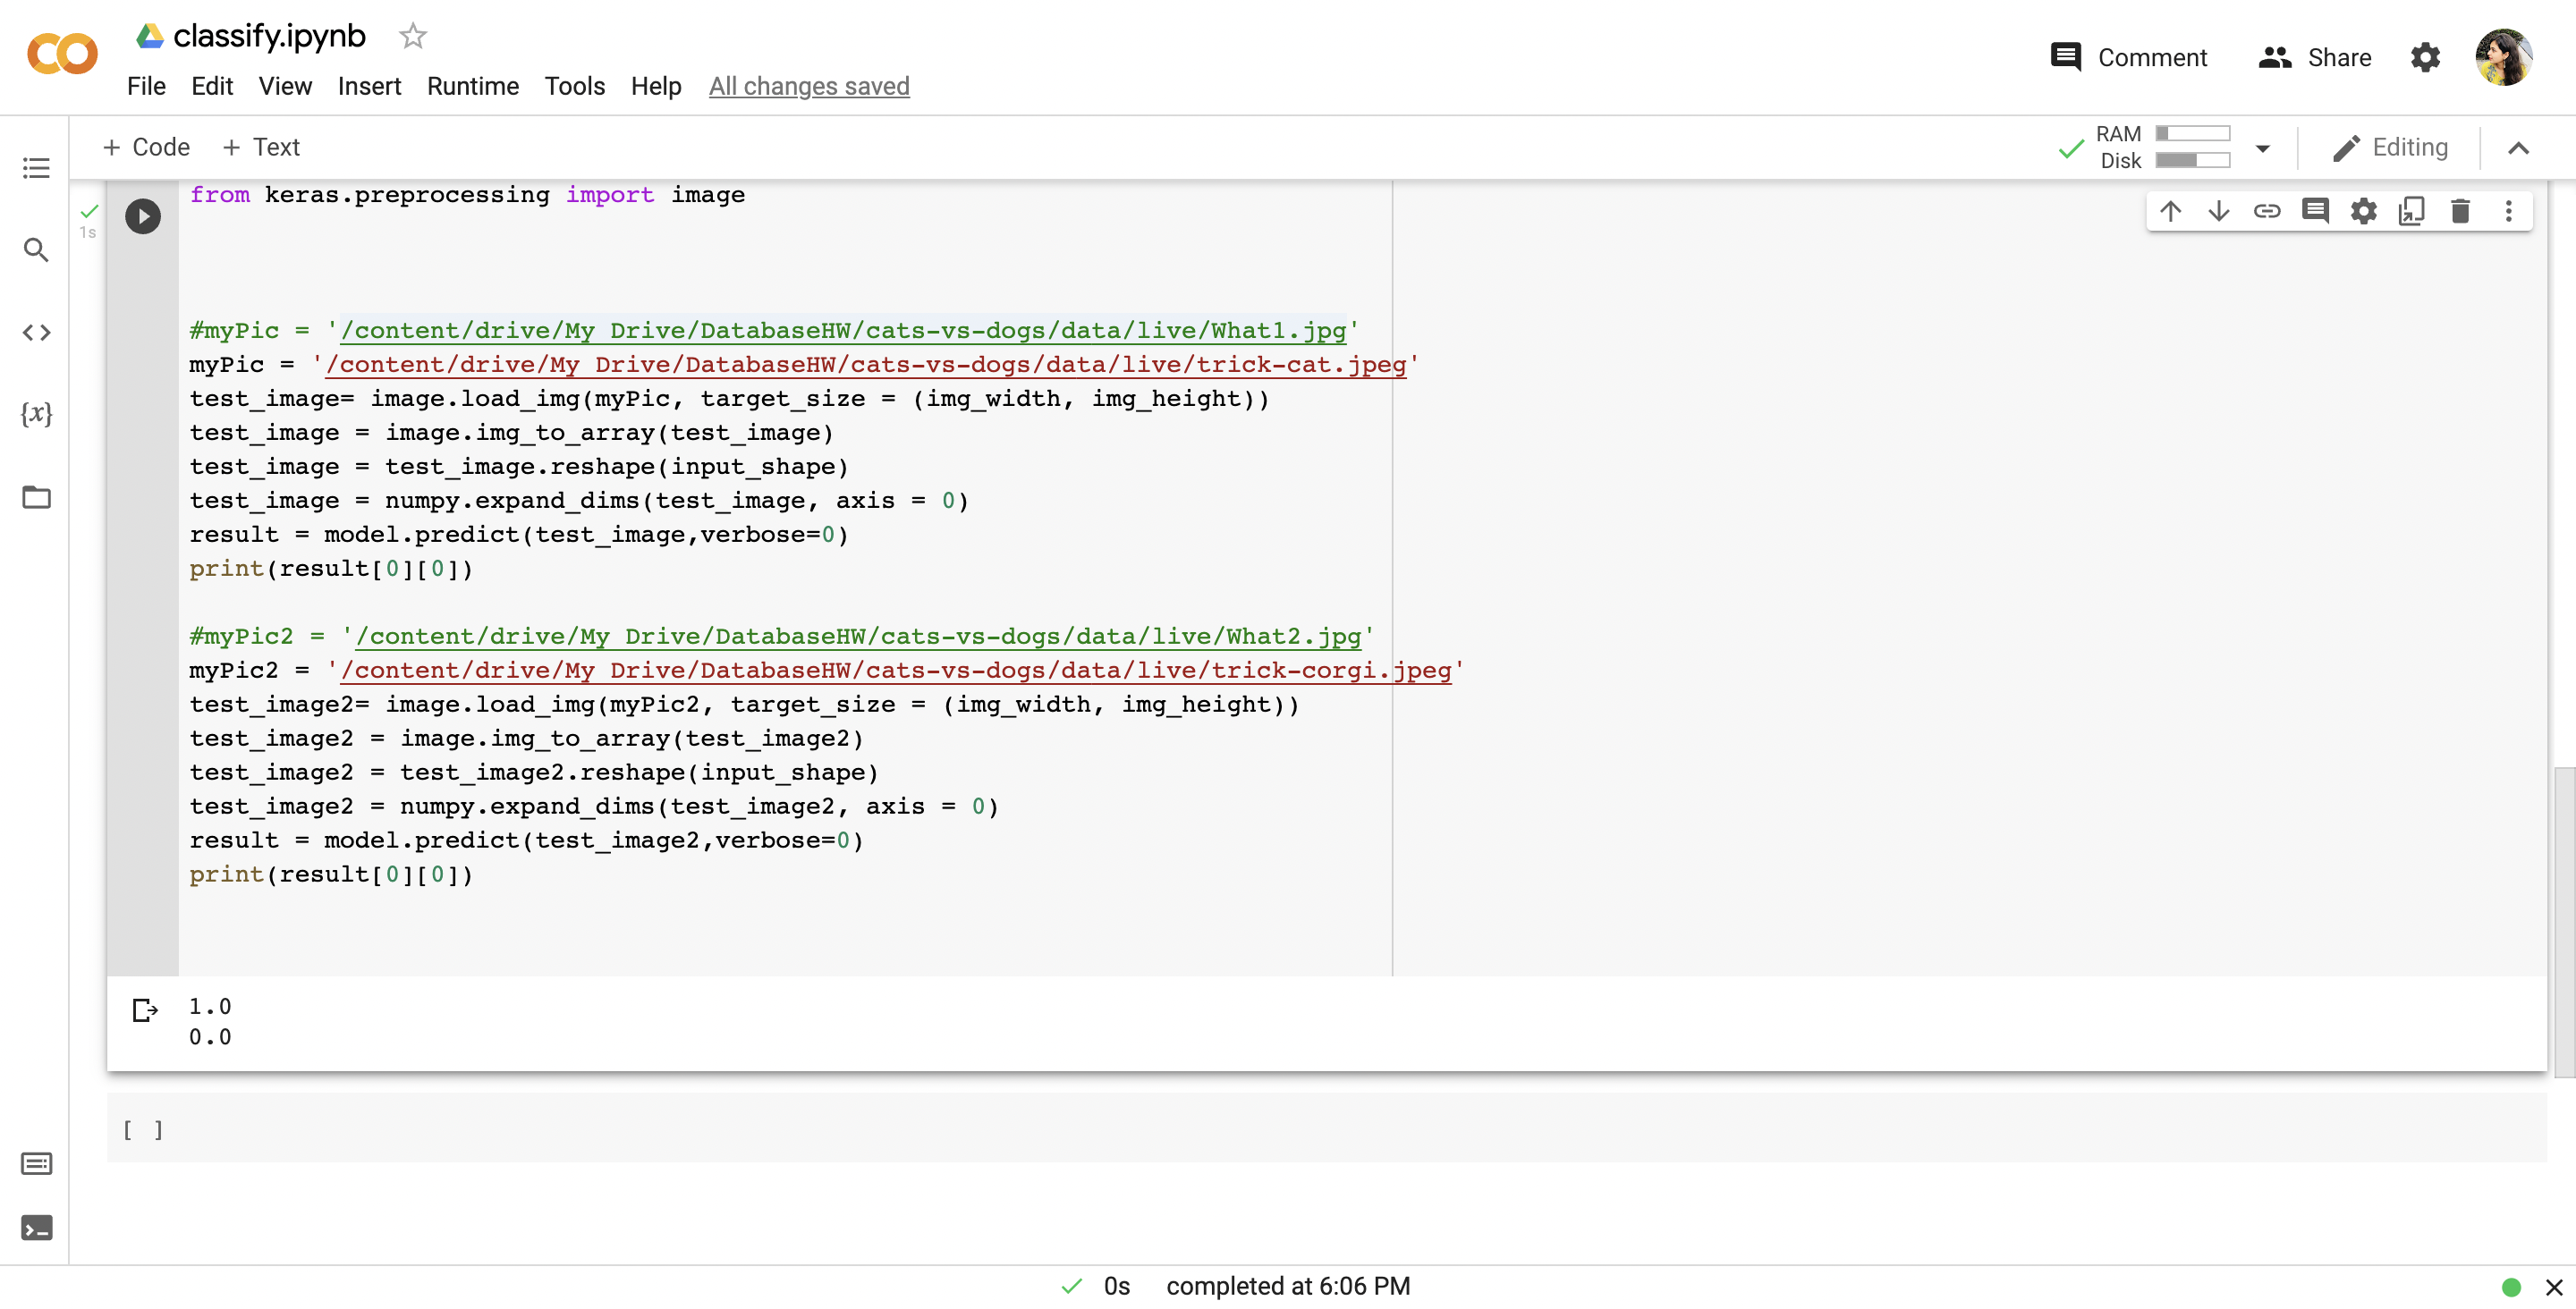 classify.ipynb
File Edit View Insert Runtime Tools Help All changes saved
Comment Share
+ Code + Text
RAM
Disk
Editing
1s
from keras.preprocessing import image
#myPic = '/content/drive/My Drive/DatabaseHW/cats-vs-dogs/data/live/What1.jpg'
myPic = '/content/drive/My Drive/DatabaseHW/cats-vs-dogs/data/live/trick-cat.jpeg'
test_image= image.load_img(myPic, target_size = (img_width, img_height))
test_image = image.img_to_array(test_image)
test_image = test_image.reshape(input_shape)
test_image = numpy.expand_dims(test_image, axis = 0)
result = model.predict(test_image,verbose=0)
print(result[0][0])
#myPic2 = '/content/drive/My Drive/DatabaseHW/cats-vs-dogs/data/live/What2.jpg'
myPic2 = '/content/drive/My Drive/DatabaseHW/cats-vs-dogs/data/live/trick-corgi.jpeg'
test_image2= image.load_img(myPic2, target_size = (img_width, img_height))
test_image2 = image.img_to_array(test_image2)
test_image2 = test_image2.reshape(input_shape)
test_image2 = numpy.expand_dims(test_image2, axis = 0)
result = model.predict(test_image2,verbose=0)
print(result[0][0])
1.0
0.0
[ ]
0s completed at 6:06 PM